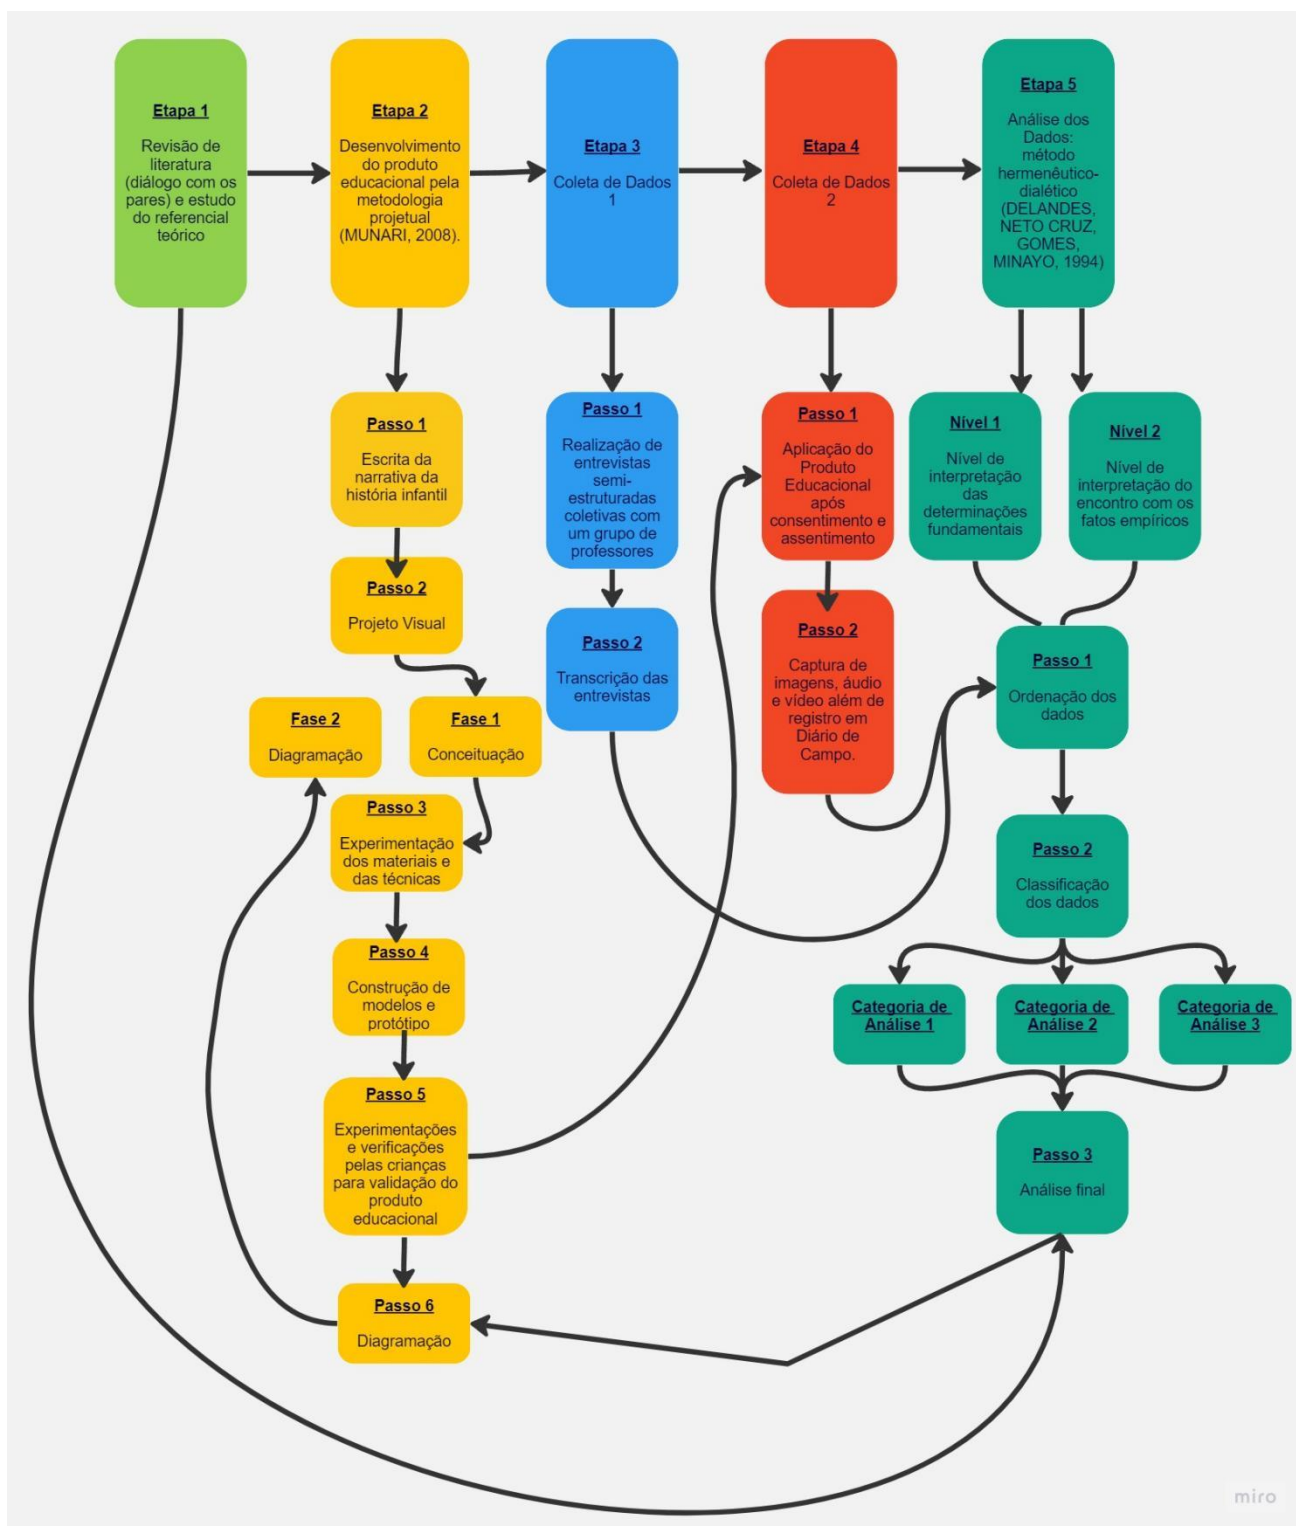 Etapa 1
Revisão de
literatura
(diálogo com os
pares) e estudo
do referencial
teórico
Etapa 2
Desenvolvimento
do produto
educacional pela
metodologia
projetual
(MUNARI, 2008).
Etapa 3
Coleta de Dados
1
Etapa 4
Coleta de Dados
2
Etapa 5
Análise dos
Dados:
método
hermenêutico-
dialético
(DELANDES,
NETO CRUZ,
GOMES,
MINAYO, 1994)
Passo 1
Escrita da
narrativa da
história infantil
Passo 2
Projeto Visual
Fase 1
Conceituação
Fase 2
Diagramação
Passo 3
Experimentação
dos materiais e
das técnicas
Passo 4
Construção de
modelos e
protótipo
Passo 5
Experimentações
e verificações
pelas crianças
para validação do
produto
educacional
Passo 6
Diagramação
Passo 1
Realização de
entrevistas
semi-
estruturadas
coletivas com
um grupo de
professores
Passo 2
Transcrição das
entrevistas
Passo 1
Aplicação do
Produto
Educacional
após
consentimento e
assentimento
Passo 2
Captura de
imagens, áudio
e vídeo além de
registro em
Diário de
Campo.
Nível 1
Nível de
interpretação
das
determinações
fundamentais
Nível 2
Nível de
interpretação do
encontro com os
fatos empíricos
Passo 1
Ordenação dos
dados
Passo 2
Classificação
dos dados
Categoria de
Análise 1
Categoria de
Análise 2
Categoria de
Análise 3
Passo 3
Análise final
miro